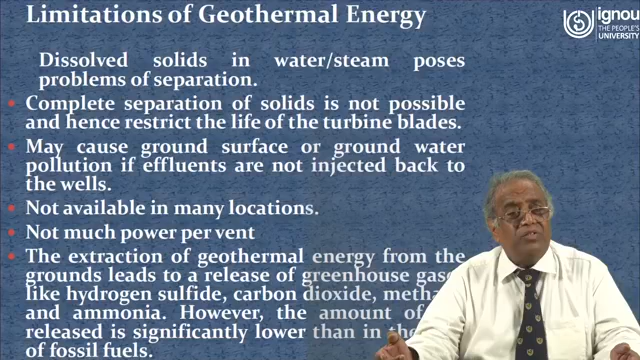 Limitations of Geothermal Energy
ignou
THE PEOPLE'S
UNIVERSITY
Dissolved solids in water/steam poses
problems of separation.
• Complete separation of solids is not possible
and hence restrict the life of the turbine blades.
• May cause ground surface or ground water
pollution if effluents are not injected back to
the wells.
• Not available in many locations.
• Not much power per vent
• The extraction of geothermal energy from the
grounds leads to a release of greenhouse
like hydrogen sulfide, carbon dioxide,
and ammonia. However, the amount of
released is significantly lower than in the
of fossil fuels.